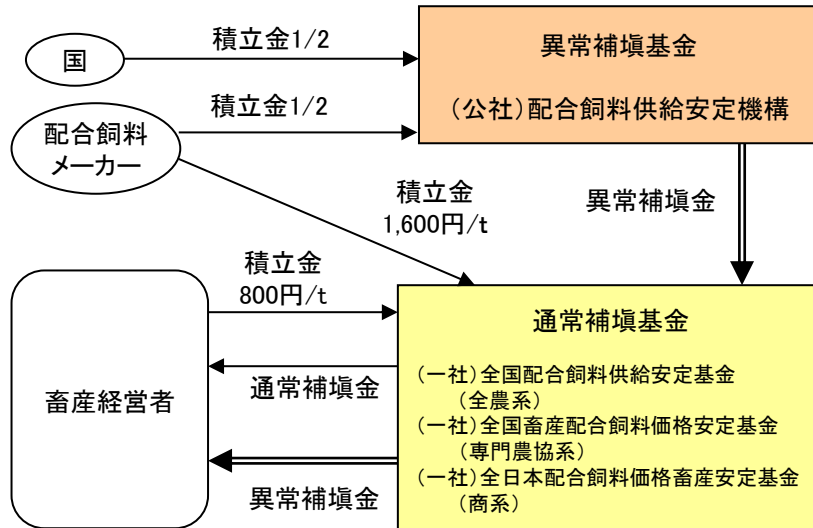 国
積立金1/2
異常補塡基金
配合飼料
メーカー
積立金1/2
（公社）配合飼料供給安定機構
積立金
1,600円/t
異常補塡金
畜産経営者
積立金
800円/t
通常補塡金
異常補塡金
通常補塡基金
（一社）全国配合飼料供給安定基金
（全農系）
（一社）全国畜産配合飼料価格安定基金
（専門農協系）
（一社）全日本配合飼料価格畜産安定基金
（商系）